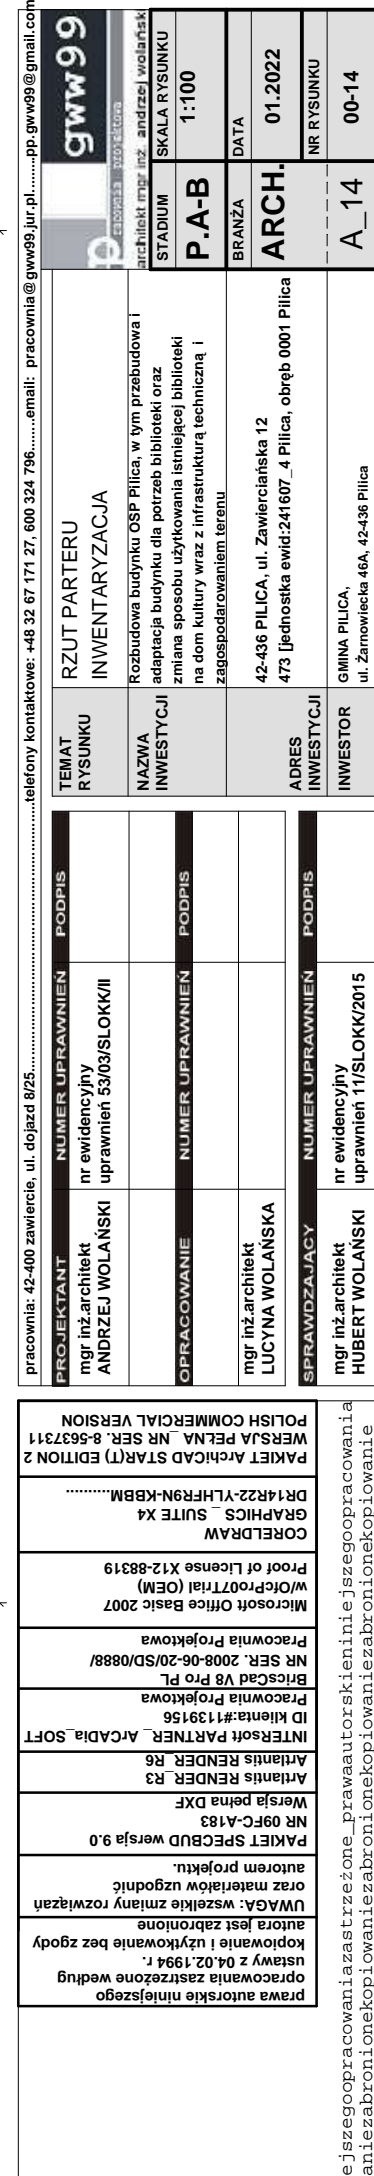 pracownia: 42-400 zawiercie, ul. dojazd 8/25.............................................................telefony kontaktowe: +48 32 67 171 27, 600 324 796........email: pracownia@gww99.jur.pl........pp.gww99@gmail.com
PROJEKTANT NUMER UPRAWNIEŃ PODPIS
mgr inż.architekt
ANDRZEJ WOLAŃSKI
nr ewidencyjny
uprawnień 53/03/SLOKK/II
OPRACOWANIE NUMER UPRAWNIEŃ PODPIS
mgr inż.architekt
LUCYNA WOLAŃSKA
SPRAWDZAJĄCY NUMER UPRAWNIEŃ PODPIS
mgr inż.architekt
HUBERT WOLAŃSKI
nr ewidencyjny
uprawnień 11/SLOKK/2015
TEMAT
RYSUNKU
RZUT PARTERU
INWENTARYZACJA
NAZWA
INWESTYCJI
Rozbudowa budynku OSP Pilica, w tym przebudowa i
adaptacja budynku dla potrzeb biblioteki oraz
zmiana sposobu użytkowania istniejącej biblioteki
na dom kultury wraz z infrastrukturą techniczną i
zagospodarowaniem terenu
ADRES
INWESTYCJI
42-436 PILICA, ul. Zawierciańska 12
473 [jednostka ewid:241607_4 Pilica, obręb 0001 Pilica
INWESTOR
GMINA PILICA,
ul. Żarnowiecka 46A, 42-436 Pilica
gww99
p racownia projektowa
architekt mgr inż. andrzej wolański
STADIUM
P.A-B
SKALA RYSUNKU
1:100
BRANŻA
ARCH.
DATA
01.2022
NR RYSUNKU
A_14
00-14
prawa autorskie niniejszego
opracowania zastrzeżone według
ustawy z 04.02.1994 r.
kopiowanie i użytkowanie bez zgody
autora jest zabronione
UWAGA: wszelkie zmiany rozwiązań
oraz materiałów uzgodnić
autorem projektu.
PAKIET SPECBUD wersja 9.0
NR 09FC-A183
Wersja pełna DXF
Artlantis RENDER_R3
Artlantis RENDER_R6
INTERsoft PARTNER_ ArCADia_SOFT
ID klienta:#1139156
Pracownia Projektowa
BricsCad V8 Pro PL
NR SER. 2008-06-20/SD/0888/
Pracownia Projektowa
Microsoft Office Basic 2007
w/OfcPro07Trial (OEM)
Proof of License X12-88319
CORELDRAW
GRAPHICS _ SUITE X4
DR14R22-YLHFR9N-KBBM..........
PAKIET ArchiCAD START(T) EDITION 2
WERSJA PEŁNA _NR SER. 8-5637311
POLISH COMMERCIAL VERSION
ejszegoopracowaniazastrzeżone_prawaautorskieniniejszegoopracowania
aniezabronionekopiowaniezabronionekopiowaniezabronionekopiowanie